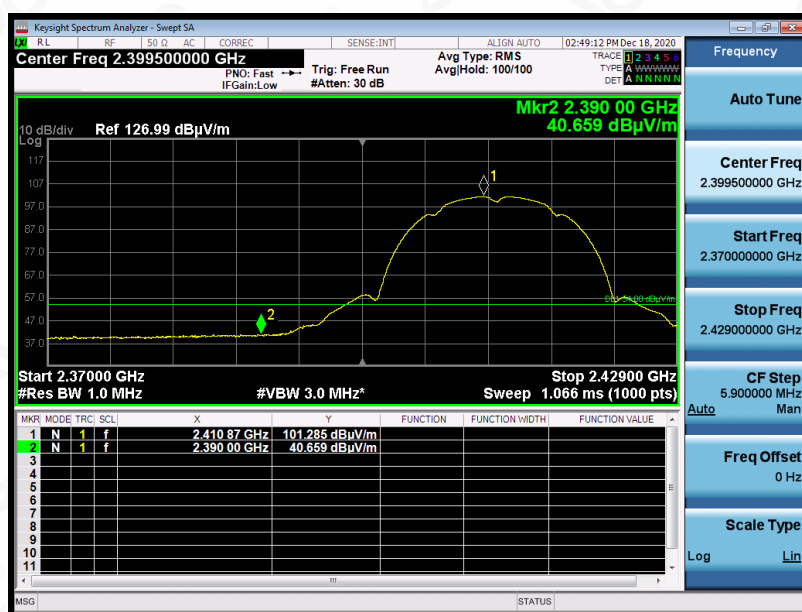 Keysight Spectrum Analyzer - Swept SA
LXI RL RF 50 Ω AC CORREC SENSE:INT ALIGN AUTO 02:49:12 PM Dec 18, 2020
Center Freq 2.399500000 GHz
PNO: Fast
IFGain:Low
Trig: Free Run
#Atten: 30 dB
Avg Type: RMS
Avg|Hold: 100/100
TRACE 1 2 3 4 5 6
TYPE A WWWWW
DET A N N N N N
Mkr2 2.390 00 GHz
40.659 dBµV/m
10 dB/div Ref 126.99 dBµV/m
Log
117
107
97.0
87.0
77.0
67.0
57.0
47.0
37.0
1
2
Start 2.37000 GHz
#Res BW 1.0 MHz
#VBW 3.0 MHz*
Stop 2.42900 GHz
Sweep 1.066 ms (1000 pts)
MKR MODE TRC SCL X Y FUNCTION FUNCTION WIDTH FUNCTION VALUE
1 N 1 f 2.410 87 GHz 101.285 dBµV/m
2 N 1 f 2.390 00 GHz 40.659 dBµV/m
3
4
5
6
7
8
9
10
11
MSG STATUS
Frequency
Auto Tune
Center Freq
2.399500000 GHz
Start Freq
2.370000000 GHz
Stop Freq
2.429000000 GHz
CF Step
5.900000 MHz
Auto Man
Freq Offset
0 Hz
Scale Type
Log Lin